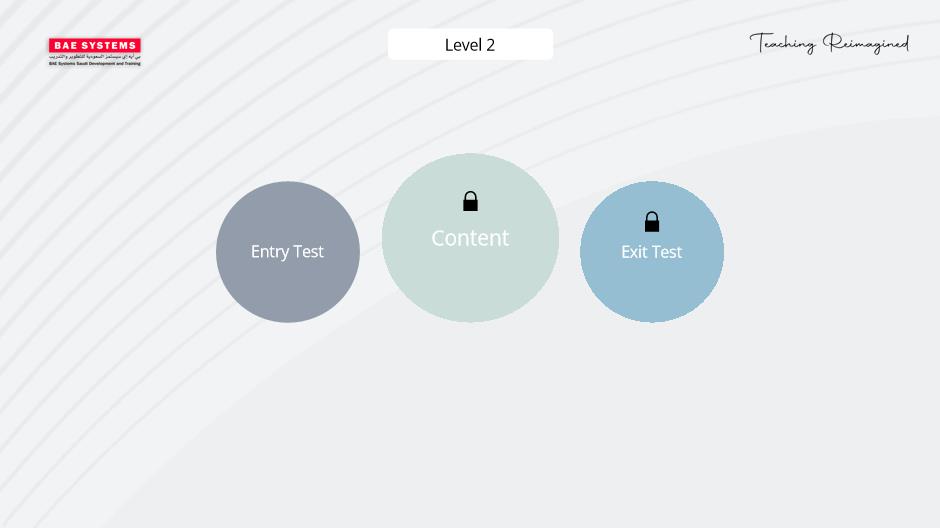 BAE SYSTEMS
بي أيه إي سيستمز السعودية للتطوير والتدريب
BAE Systems Saudi Development and Training
Level 2
Teaching Reimagined
Entry Test
Content
Exit Test